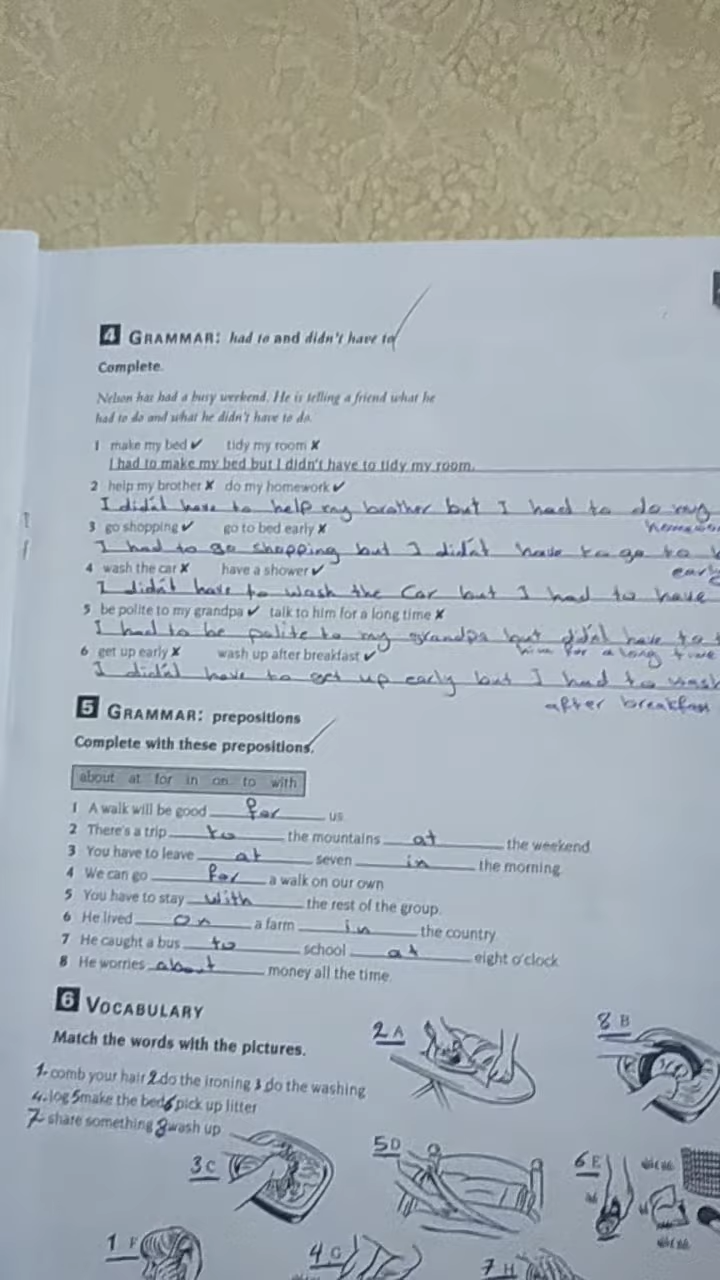 4 GRAMMAR: had to and didn't have to
Complete.
Nelson has had a busy weekend. He is telling a friend what he
had to do and what he didn't have to do.
1 make my bed ✔ tidy my room ✘
I had to make my bed but I didn't have to tidy my room.
2 help my brother ✘ do my homework ✔
I didn't have to help my brother but I had to do my
3 go shopping ✔ go to bed early ✘
I had to go shopping but I didn't have to go to
4 wash the car ✘ have a shower ✔
I didn't have to wash the Car but I had to have
5 be polite to my grandpa ✔ talk to him for a long time ✘
I had to be polite to my grandpa but didn't have to
him for a long time
6 get up early ✘ wash up after breakfast ✔
I didn't have to get up early but I had to wash
after breakfast
5 GRAMMAR: prepositions
Complete with these prepositions.
about at for in on to with
1 A walk will be good for us
2 There's a trip to the mountains at the weekend
3 You have to leave at seven in the morning
4 We can go for a walk on our own
5 You have to stay with the rest of the group.
6 He lived on a farm in the country
7 He caught a bus to school at eight o'clock
8 He worries about money all the time.
6 VOCABULARY
Match the words with the pictures.
1. comb your hair 2. do the ironing 3 do the washing
4. log 5 make the bed 6 pick up litter
7 share something 8 wash up
2 A
8 B
3 C
5 D
6 E
1 F
4 G
7 H